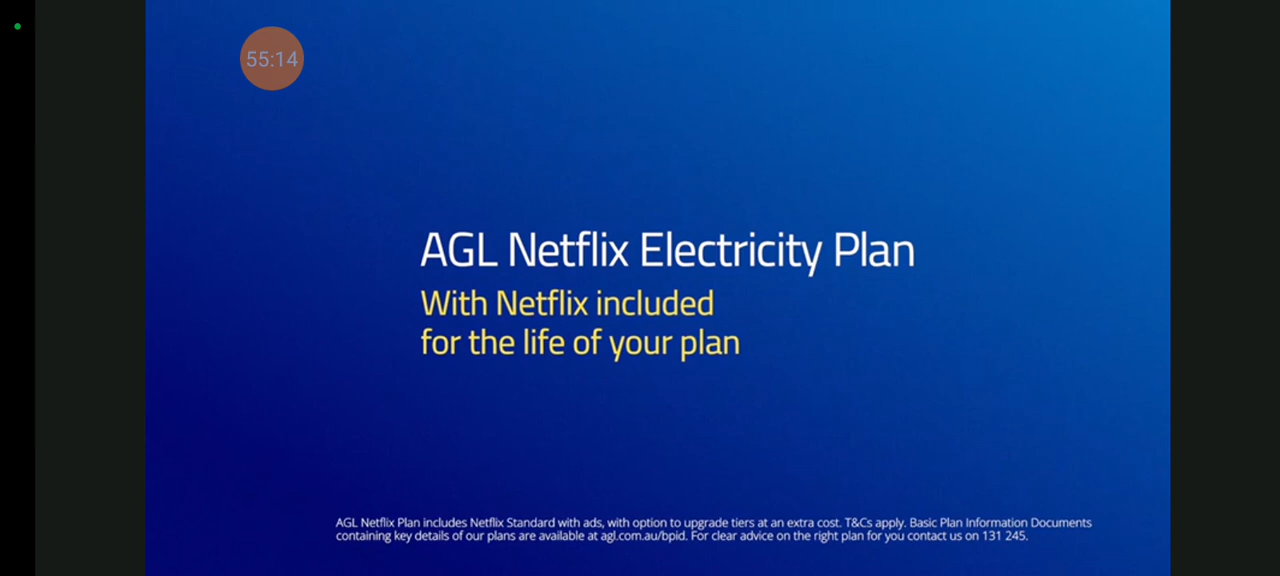 55:14
AGL Netflix Electricity Plan
With Netflix included
for the life of your plan
AGL Netflix Plan includes Netflix Standard with ads, with option to upgrade tiers at an extra cost. T&Cs apply. Basic Plan Information Documents
containing key details of our plans are available at agl.com.au/bpid. For clear advice on the right plan for you contact us on 131 245.